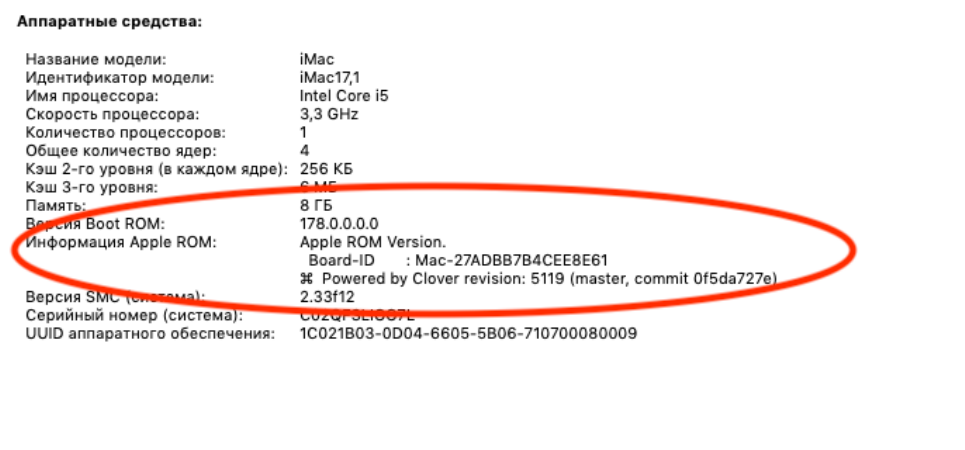 Аппаратные средства:
Название модели: iMac
Идентификатор модели: iMac17,1
Имя процессора: Intel Core i5
Скорость процессора: 3,3 GHz
Количество процессоров: 1
Общее количество ядер: 4
Кэш 2-го уровня (в каждом ядре): 256 КБ
Кэш 3-го уровня: 6 МБ
Память: 8 ГБ
Версия Boot ROM: 178.0.0.0.0
Информация Apple ROM: Apple ROM Version.
Board-ID : Mac-27ADBB7B4CEE8E61
⌘ Powered by Clover revision: 5119 (master, commit 0f5da727e)
Версия SMC (система): 2.33f12
Серийный номер (система):
UUID аппаратного обеспечения: 1C021B03-0D04-6605-5B06-710700080009